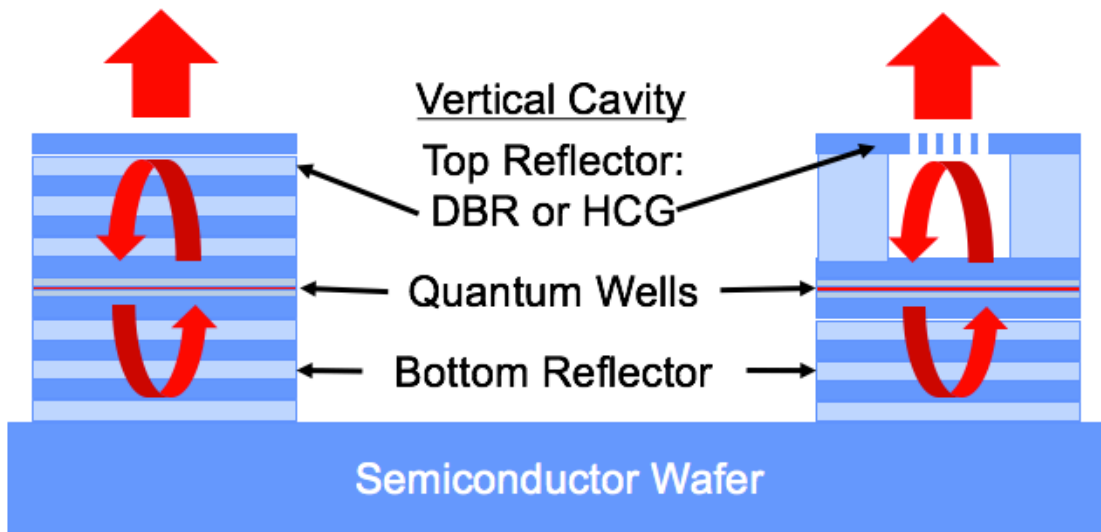 Vertical Cavity
Top Reflector:
DBR or HCG
Quantum Wells
Bottom Reflector
Semiconductor Wafer